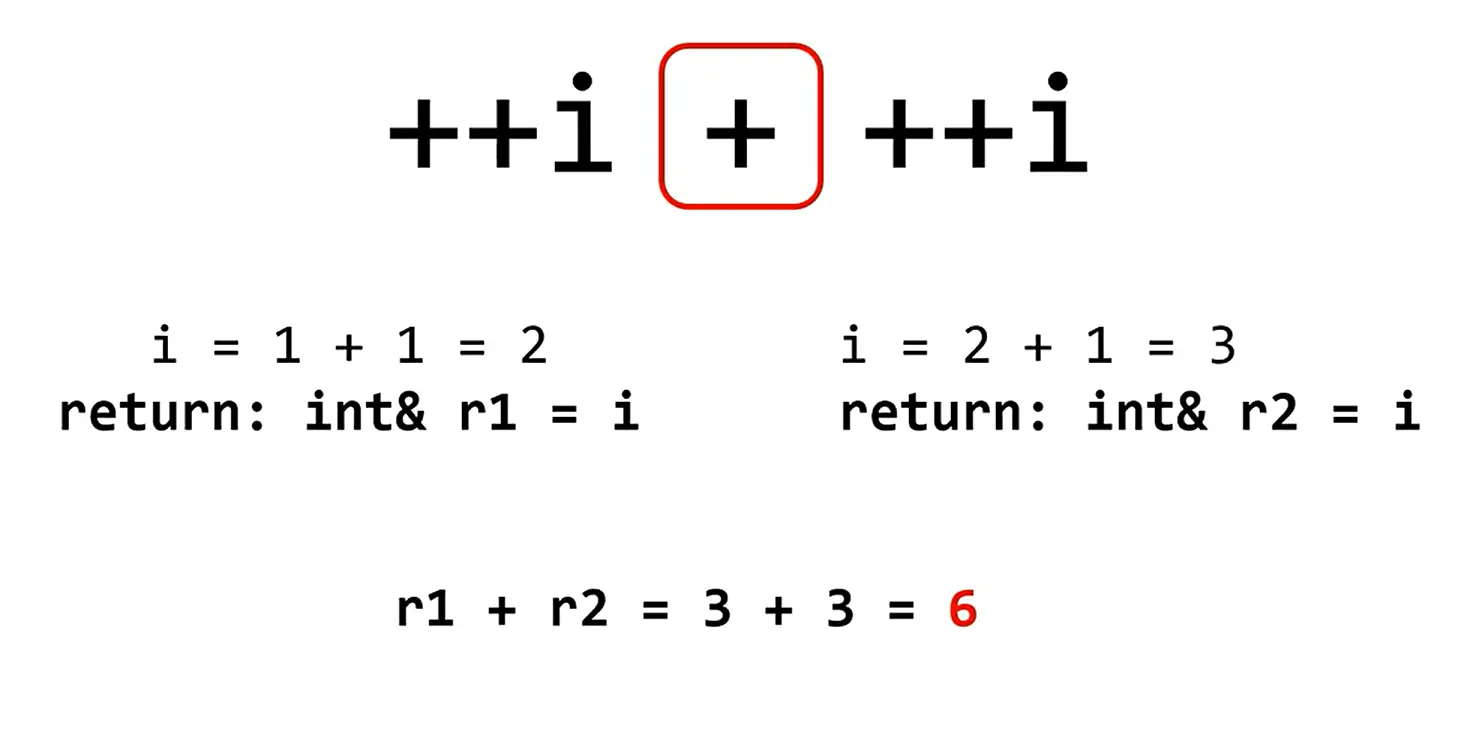 ++i + ++i
i = 1 + 1 = 2
return: int& r1 = i
i = 2 + 1 = 3
return: int& r2 = i
r1 + r2 = 3 + 3 = 6